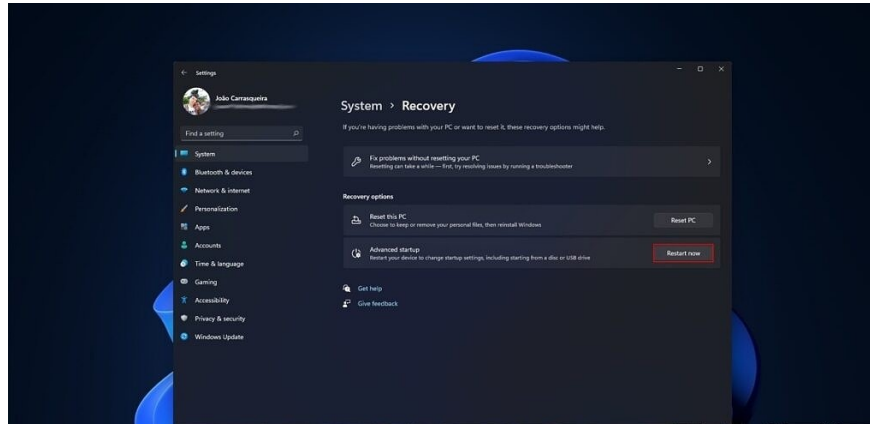 Settings
João Carrasqueira
Find a setting
System
Bluetooth & devices
Network & internet
Personalization
Apps
Accounts
Time & language
Gaming
Accessibility
Privacy & security
Windows Update
System > Recovery
If you're having problems with your PC or want to reset it, these recovery options might help.
Fix problems without resetting your PC
Resetting can take a while — first, try resolving issues by running a troubleshooter
Recovery options
Reset this PC
Choose to keep or remove your personal files, then reinstall Windows
Reset PC
Advanced startup
Restart your device to change startup settings, including starting from a disc or USB drive
Restart now
Get help
Give feedback